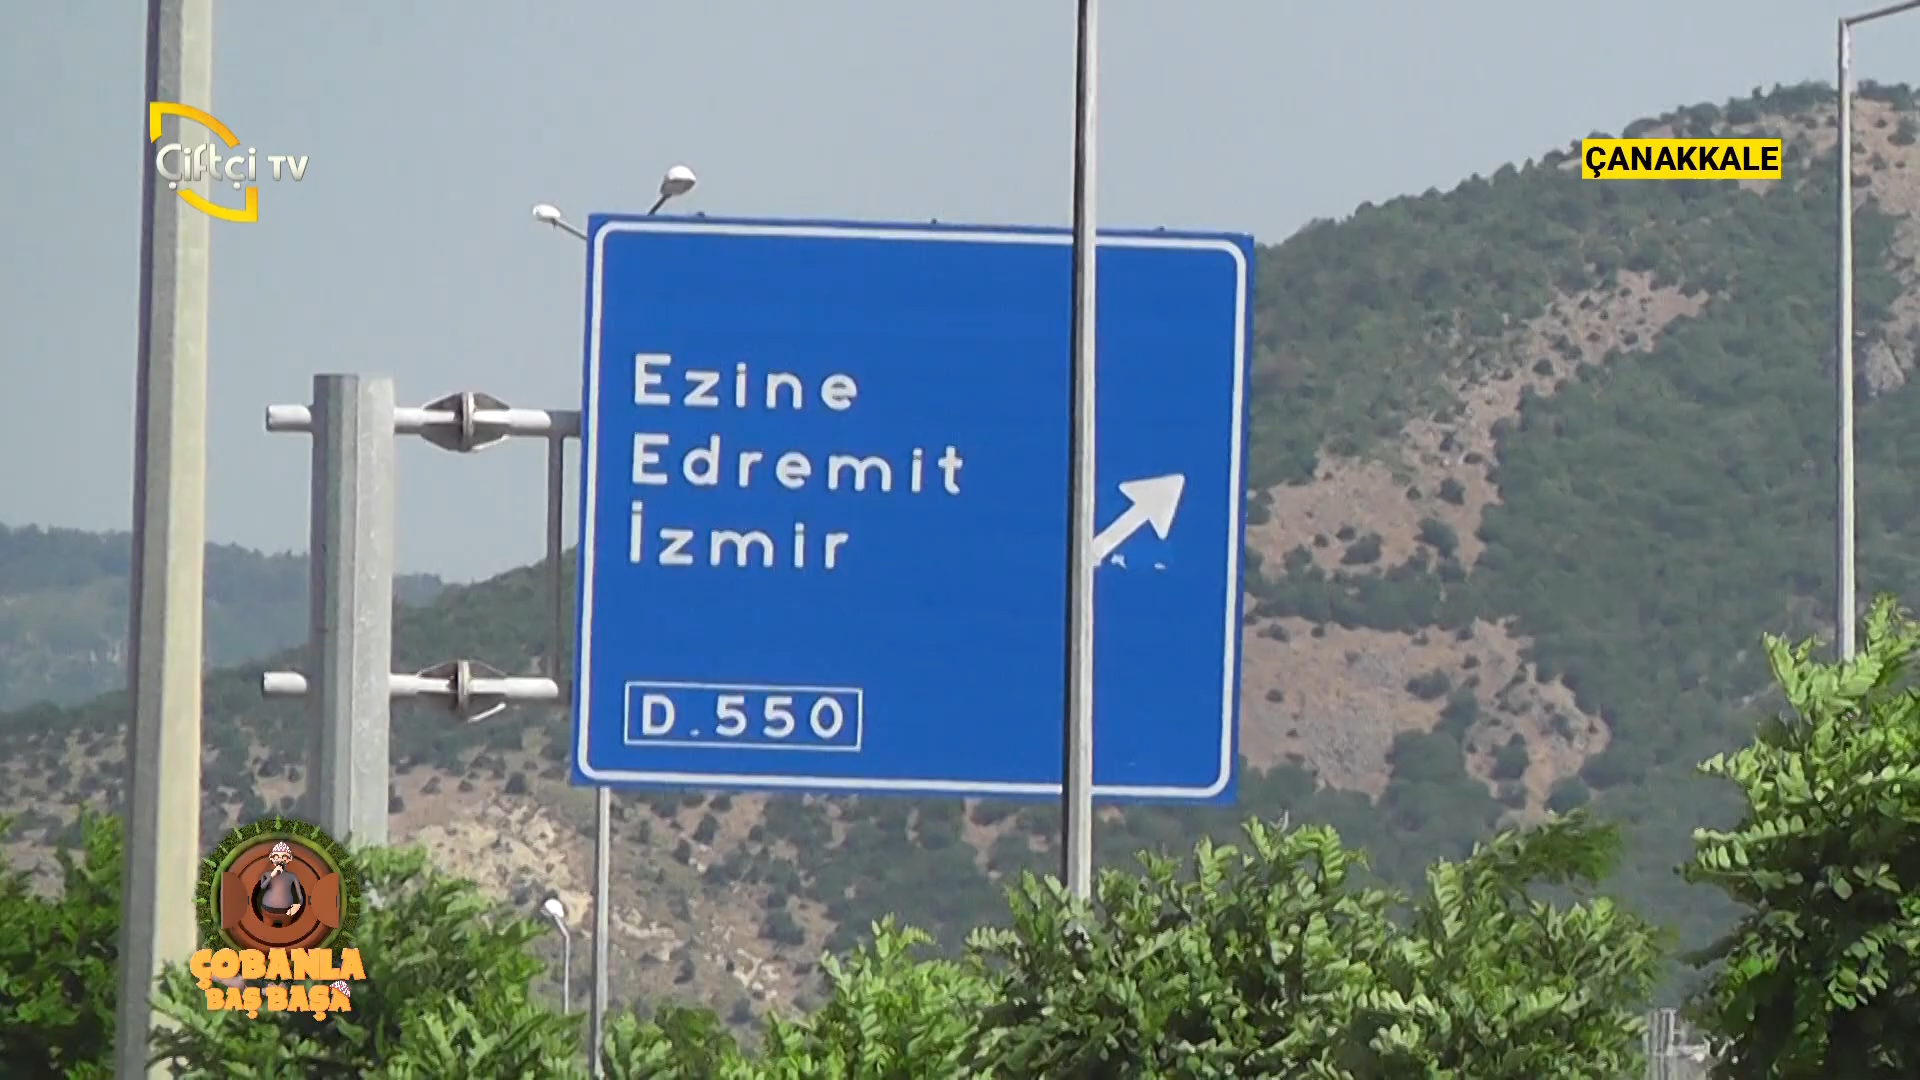 Çiftçi TV
ÇANAKKALE
Ezine
Edremit
İzmir
D.550
ÇOBANLA
BAŞ BAŞA